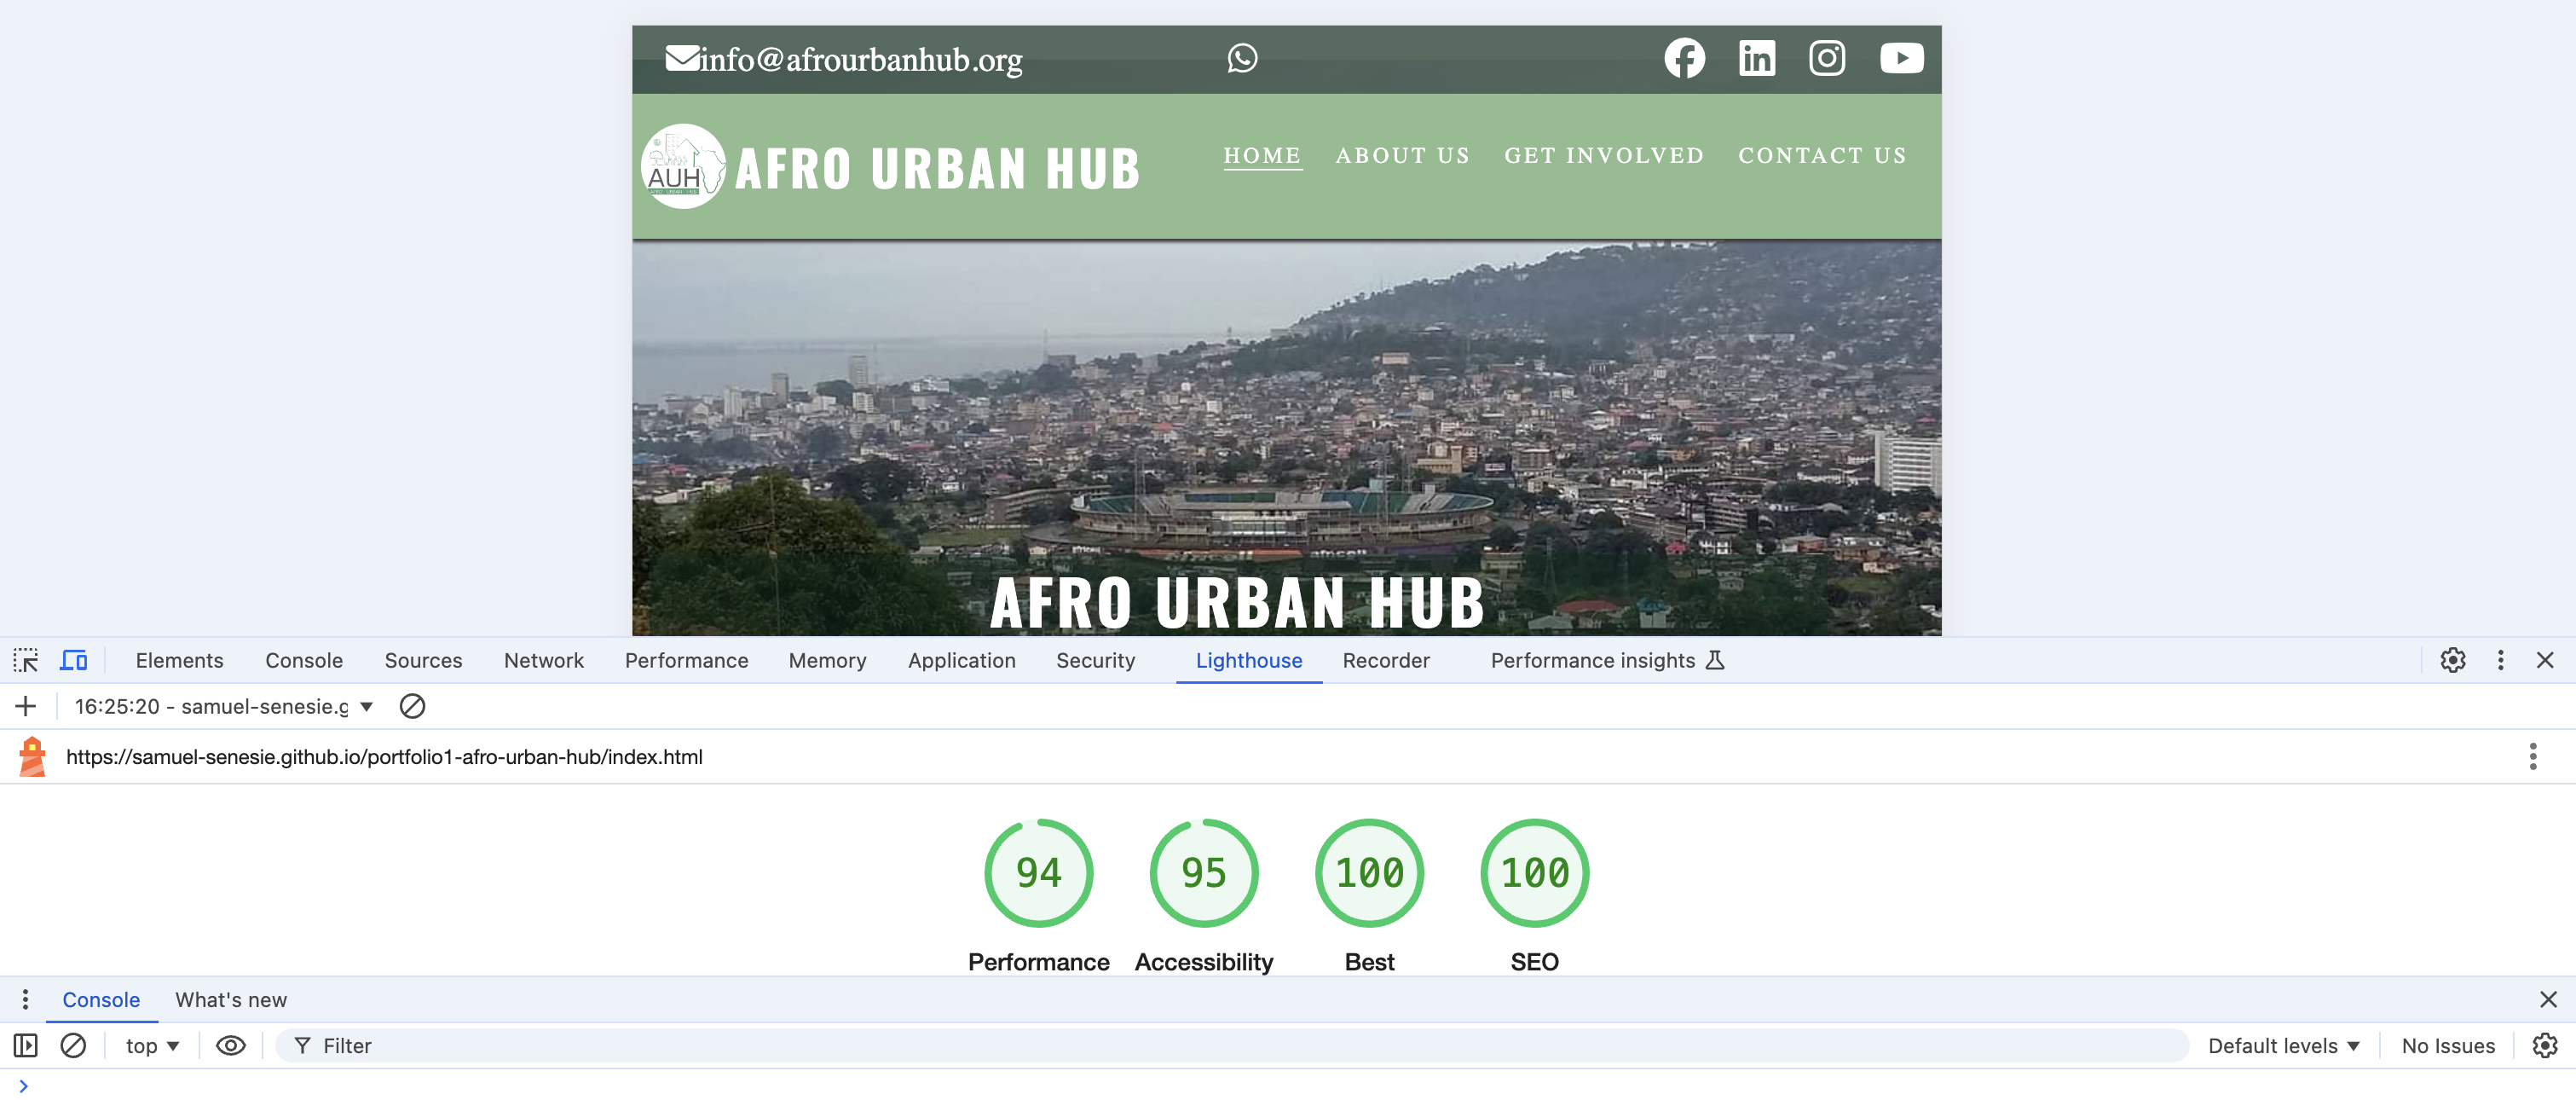 info@afrourbanhub.org
AUH
AFRO URBAN HUB
HOME ABOUT US GET INVOLVED CONTACT US
AFRO URBAN HUB
Elements Console Sources Network Performance Memory Application Security Lighthouse Recorder Performance insights
16:25:20 - samuel-senesie.g
https://samuel-senesie.github.io/portfolio1-afro-urban-hub/index.html
94 95 100 100
Performance Accessibility Best SEO
Console What's new
top Filter Default levels No Issues